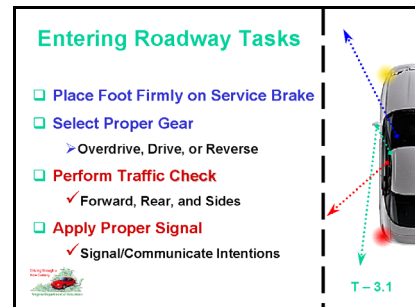 Entering Roadway Tasks
Place Foot Firmly on Service Brake
Select Proper Gear
Overdrive, Drive, or Reverse
Perform Traffic Check
Forward, Rear, and Sides
Apply Proper Signal
Signal/Communicate Intentions
T – 3.1